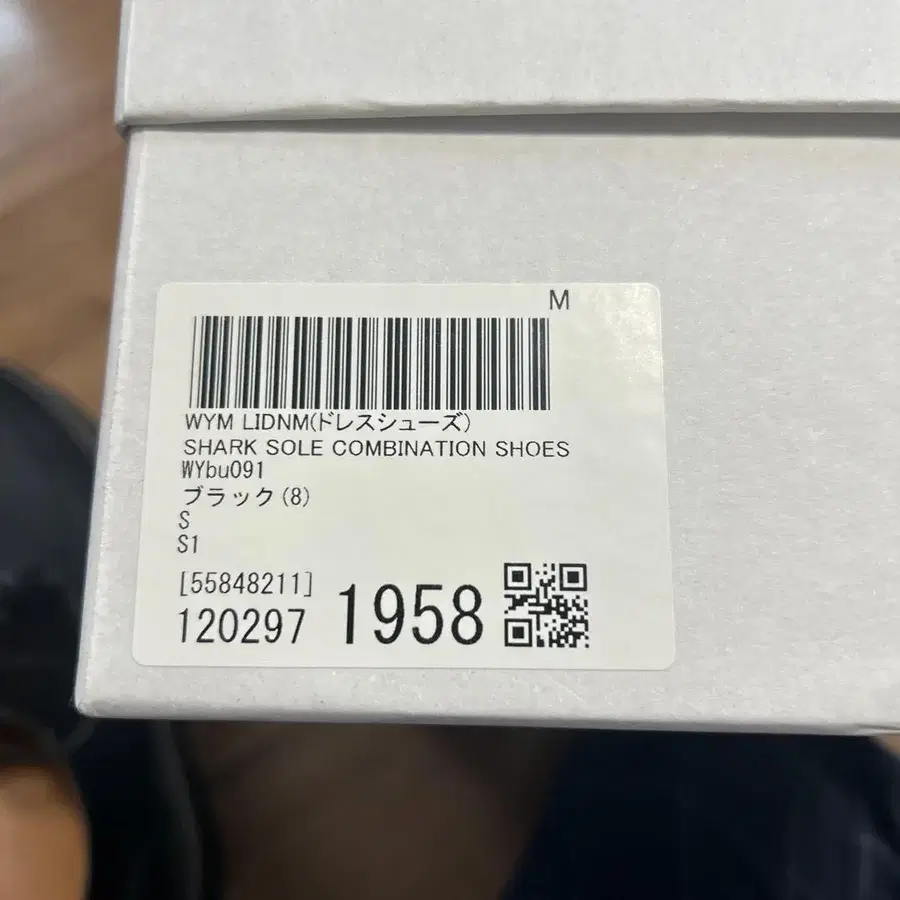 M
WYM LIDNM(ドレスシューズ)
SHARK SOLE COMBINATION SHOES
WYbu091
ブラック(8)
S
S1
[55848211]
120297 1958